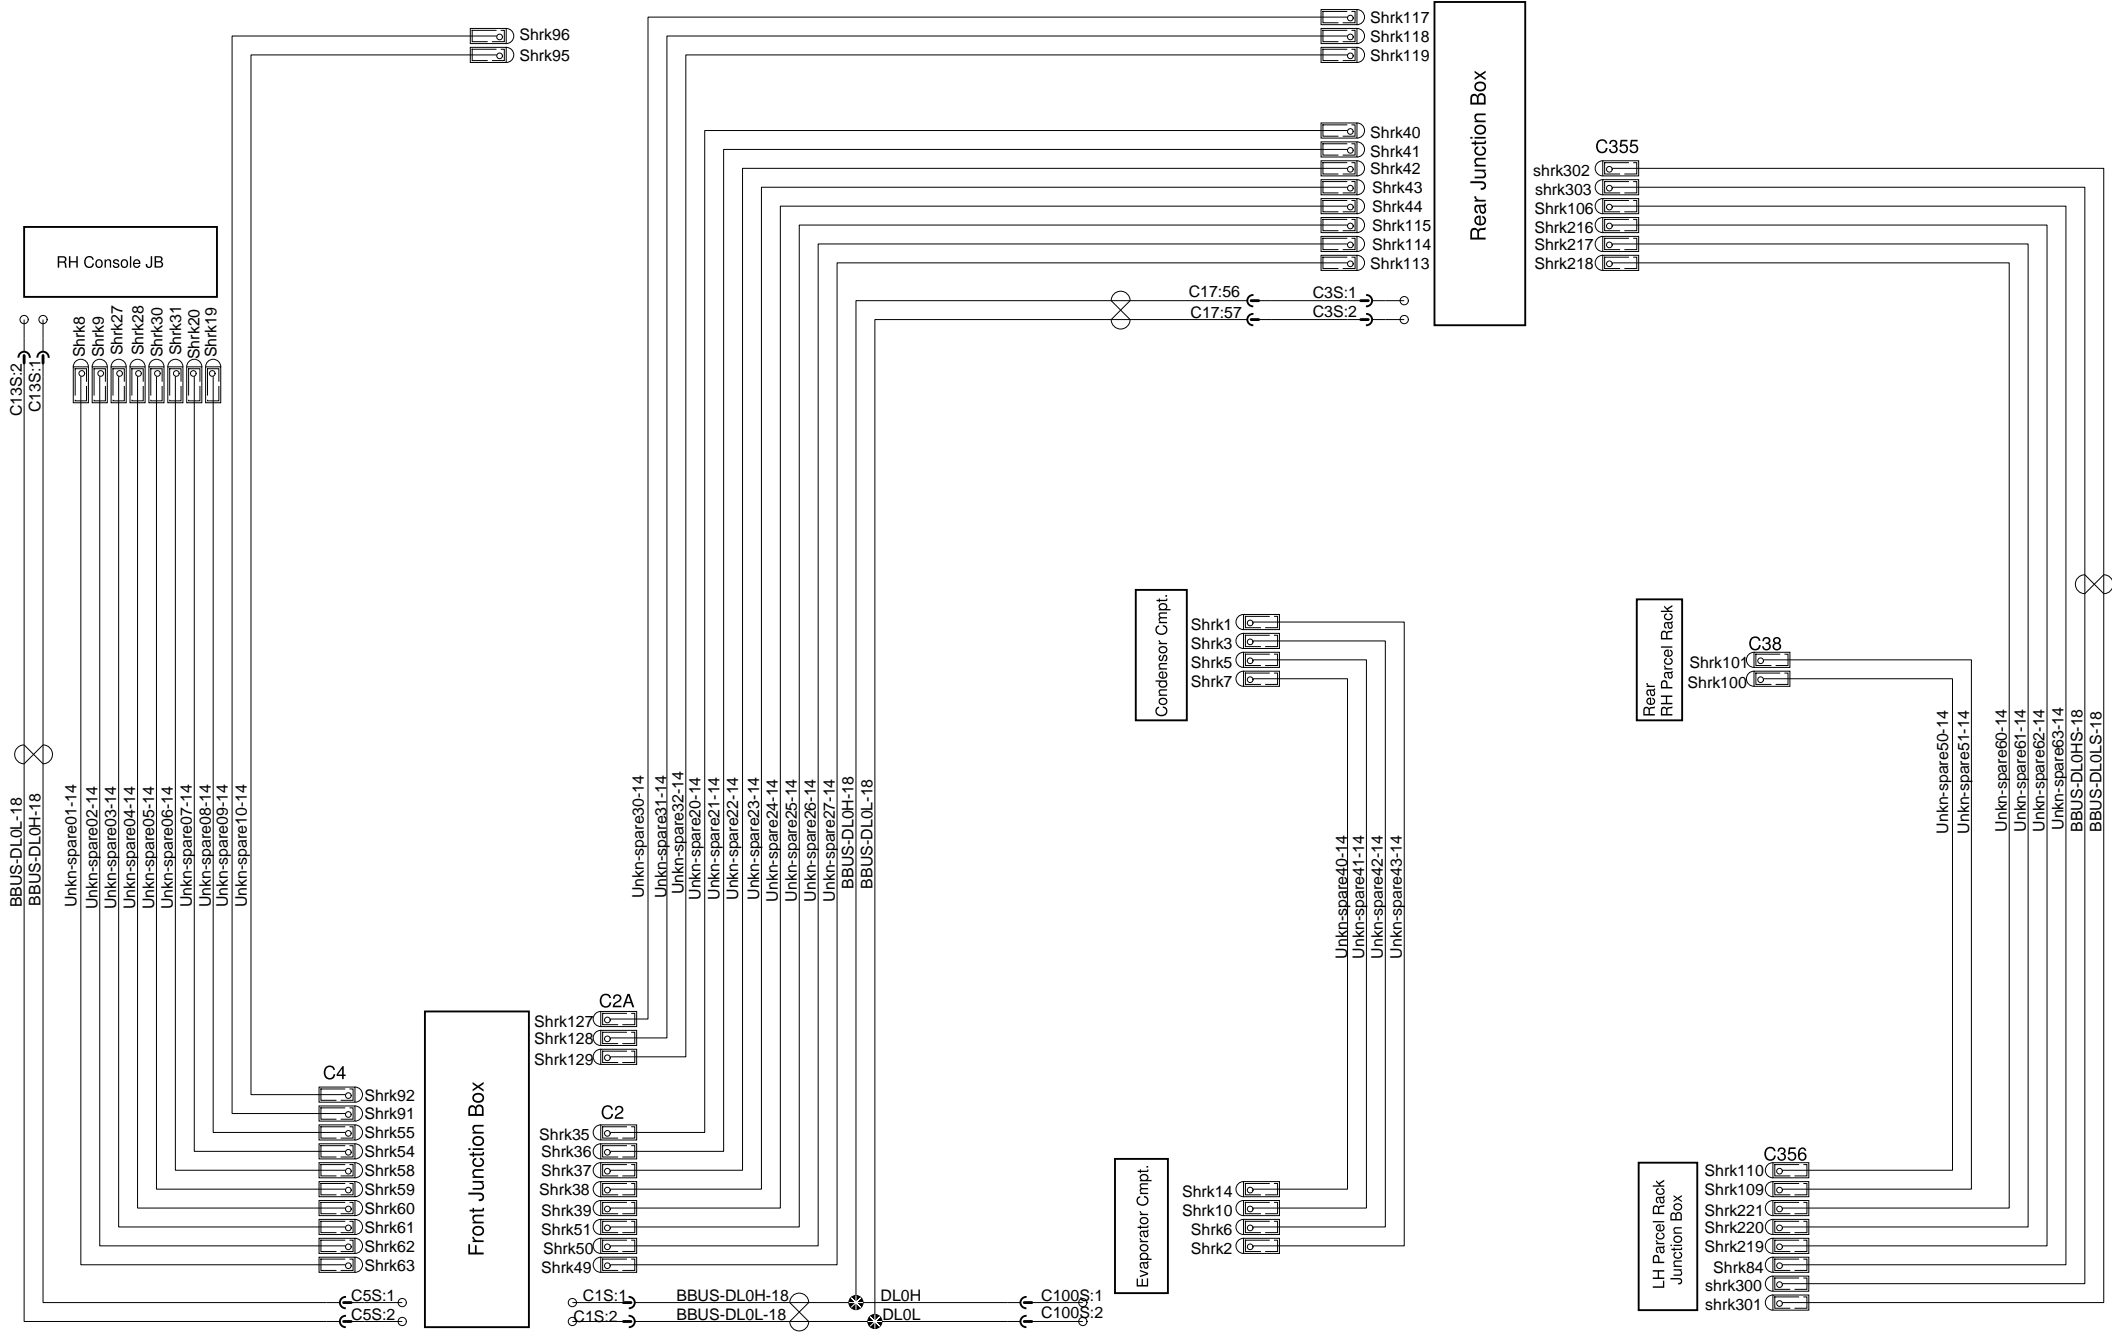 Shrk96
Shrk95
Shrk117
Shrk118
Shrk119
Shrk40
Shrk41
Shrk42
Shrk43
Shrk44
Shrk115
Shrk114
Shrk113
C17:56
C3S:1
C17:57
C3S:2
Rear Junction Box
C355
shrk302
shrk303
Shrk106
Shrk216
Shrk217
Shrk218
RH Console JB
C13S:2
C13S:1
Shrk8
Shrk9
Shrk27
Shrk28
Shrk30
Shrk31
Shrk20
Shrk19
Condensor Cmpt.
Shrk1
Shrk3
Shrk5
Shrk7
Rear
RH Parcel Rack
C38
Shrk101
Shrk100
BBUS-DL0L-18
BBUS-DL0H-18
Unkn-spare01-14
Unkn-spare02-14
Unkn-spare03-14
Unkn-spare04-14
Unkn-spare05-14
Unkn-spare06-14
Unkn-spare07-14
Unkn-spare08-14
Unkn-spare09-14
Unkn-spare10-14
Unkn-spare30-14
Unkn-spare31-14
Unkn-spare32-14
Unkn-spare20-14
Unkn-spare21-14
Unkn-spare22-14
Unkn-spare23-14
Unkn-spare24-14
Unkn-spare25-14
Unkn-spare26-14
Unkn-spare27-14
BBUS-DL0H-18
BBUS-DL0L-18
Unkn-spare40-14
Unkn-spare41-14
Unkn-spare42-14
Unkn-spare43-14
Unkn-spare50-14
Unkn-spare51-14
Unkn-spare60-14
Unkn-spare61-14
Unkn-spare62-14
Unkn-spare63-14
BBUS-DL0HS-18
BBUS-DL0LS-18
C4
Shrk92
Shrk91
Shrk55
Shrk54
Shrk58
Shrk59
Shrk60
Shrk61
Shrk62
Shrk63
C5S:1
C5S:2
Front Junction Box
C2A
Shrk127
Shrk128
Shrk129
C2
Shrk35
Shrk36
Shrk37
Shrk38
Shrk39
Shrk51
Shrk50
Shrk49
C1S:1
BBUS-DL0H-18
DL0H
C100S:1
C1S:2
BBUS-DL0L-18
DL0L
C100S:2
Evaporator Cmpt.
Shrk14
Shrk10
Shrk6
Shrk2
LH Parcel Rack
Junction Box
C356
Shrk110
Shrk109
Shrk221
Shrk220
Shrk219
Shrk84
shrk300
shrk301